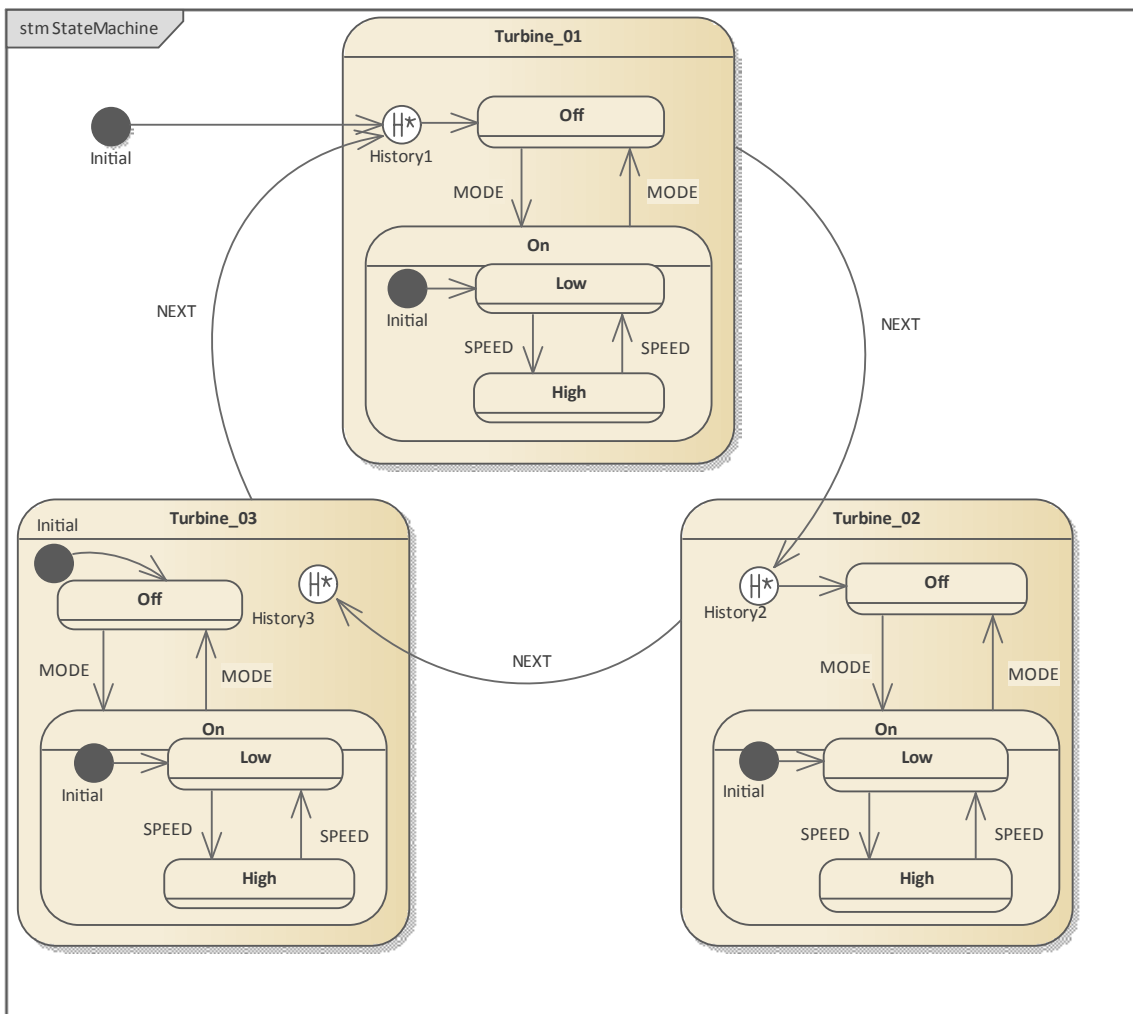 stm StateMachine
Turbine_01
Initial
H*
History1
Off
MODE
MODE
On
Initial
Low
SPEED
SPEED
High
NEXT
NEXT
Turbine_03
Initial
Off
H*
History3
MODE
MODE
On
Initial
Low
SPEED
SPEED
High
NEXT
Turbine_02
H*
History2
Off
MODE
MODE
On
Initial
Low
SPEED
SPEED
High